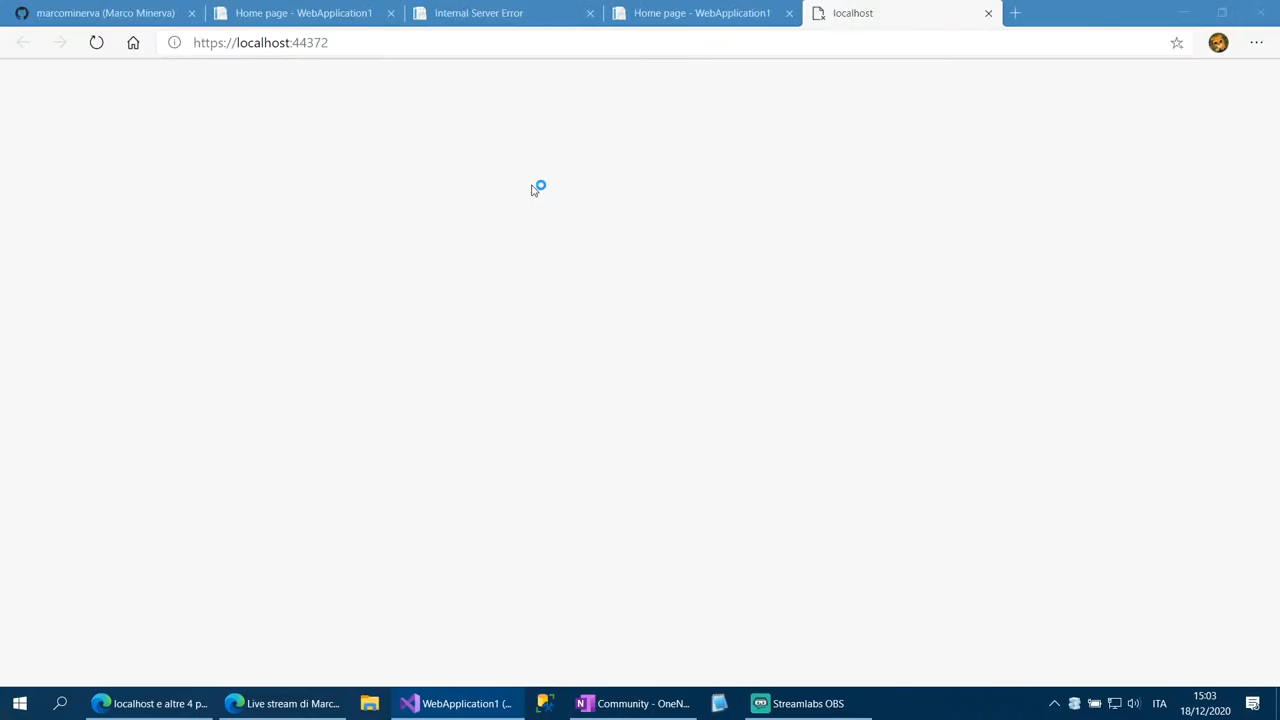 marcominerva (Marco Minerva)
Home page - WebApplication1
Internal Server Error
Home page - WebApplication1
localhost
https://localhost:44372
localhost e altre 4 p...
Live stream di Marc...
WebApplication1 (...
Community - OneN...
Streamlabs OBS
ITA
15:03
18/12/2020